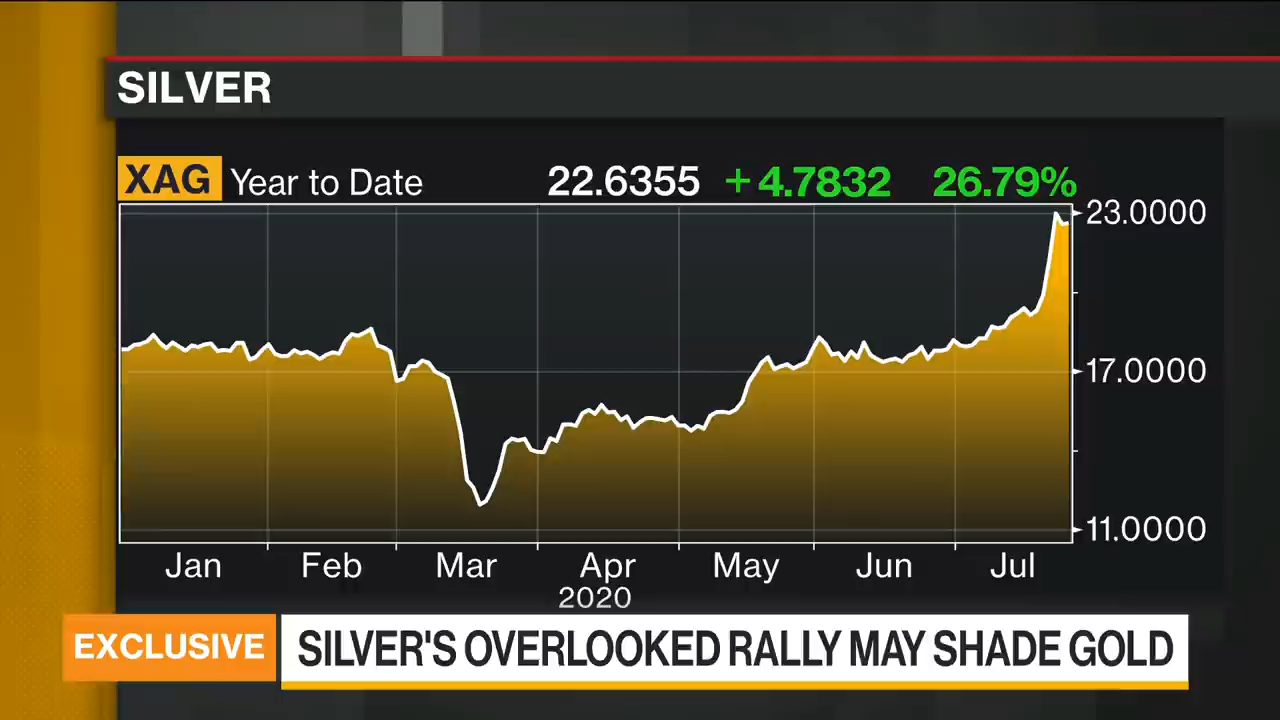 SILVER
XAG Year to Date 22.6355 +4.7832 26.79%
23.0000
17.0000
11.0000
Jan Feb Mar Apr May Jun Jul
2020
EXCLUSIVE SILVER'S OVERLOOKED RALLY MAY SHADE GOLD